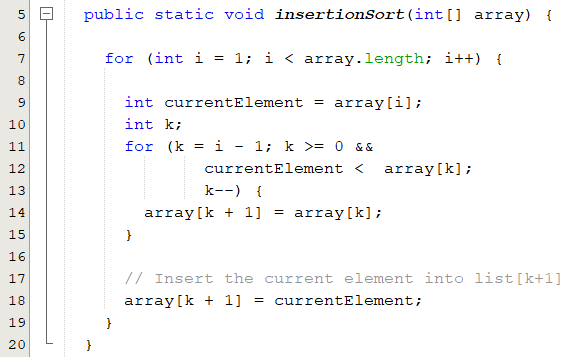 5 public static void insertionSort(int[] array) {
6
7 for (int i = 1; i < array.length; i++) {
8
9 int currentElement = array[i];
10 int k;
11 for (k = i - 1; k >= 0 &&
12 currentElement <  array[k];
13 k--) {
14 array[k + 1] = array[k];
15 }
16
17 // Insert the current element into list[k+1]
18 array[k + 1] = currentElement;
19 }
20 }